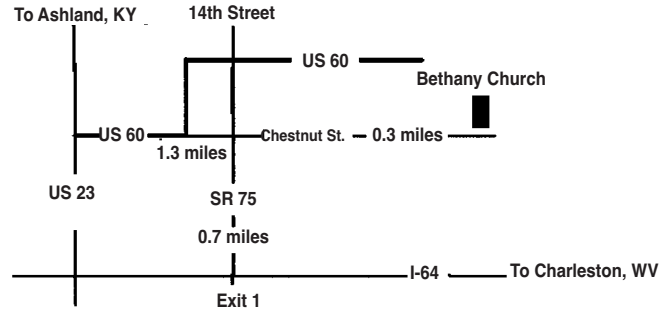 To Ashland, KY
14th Street
US 60
Bethany Church
US 60
Chestnut St.
0.3 miles
1.3 miles
US 23
SR 75
0.7 miles
I-64
To Charleston, WV
Exit 1